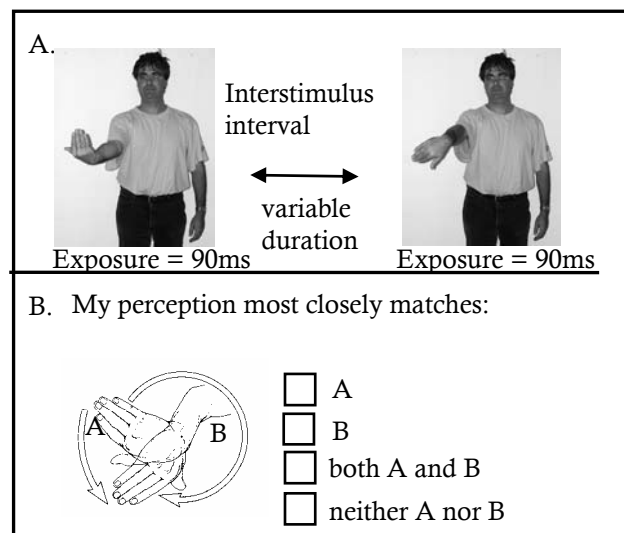 A.
Interstimulus
interval
variable
duration
Exposure = 90ms
Exposure = 90ms
B. My perception most closely matches:
A
B
A
B
both A and B
neither A nor B